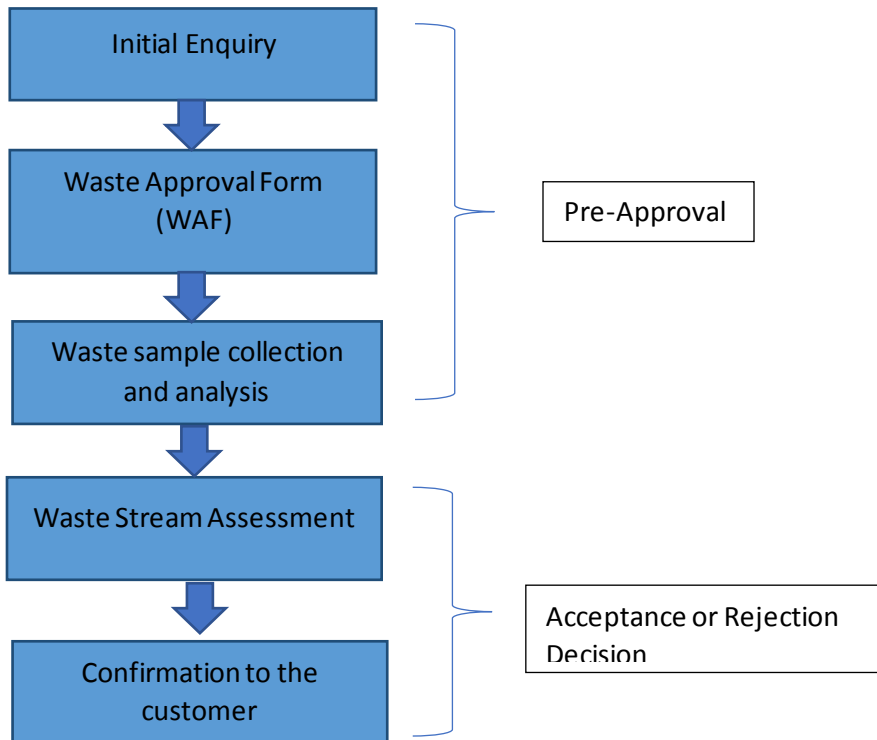 Initial Enquiry
Waste Approval Form
(WAF)
Pre-Approval
Waste sample collection
and analysis
Waste Stream Assessment
Acceptance or Rejection
Decision
Confirmation to the
customer